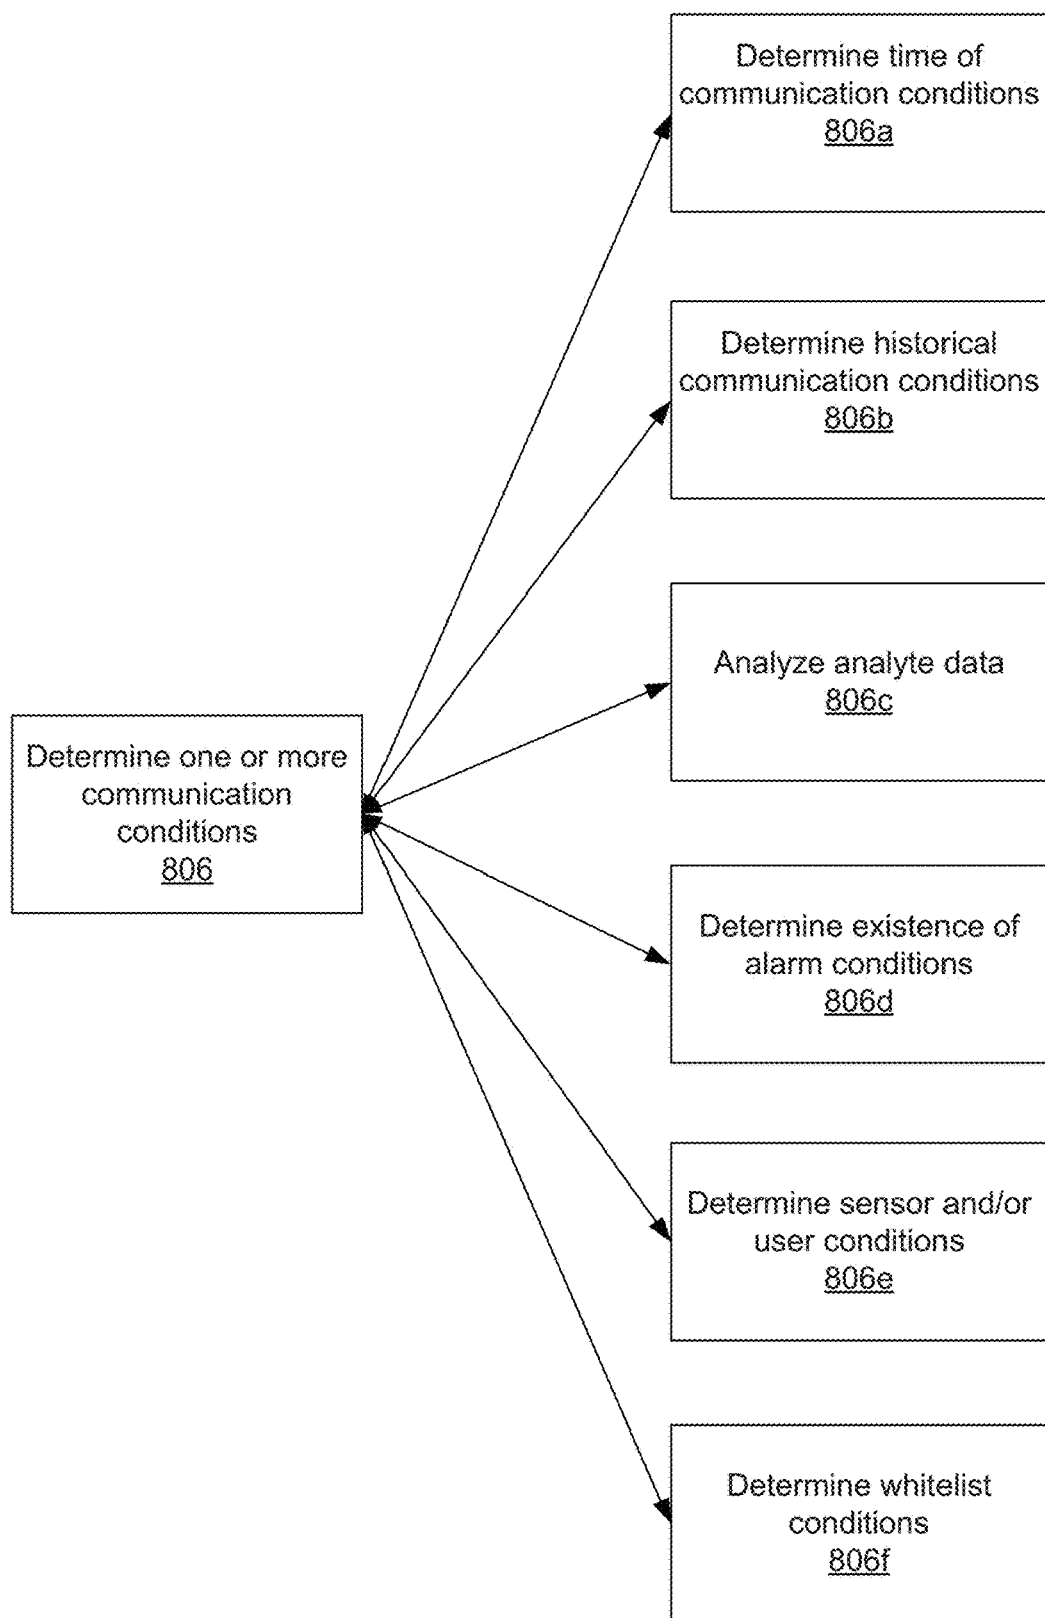 Determine time of
communication conditions
806a
Determine historical
communication conditions
806b
Analyze analyte data
806c
Determine one or more
communication
conditions
806
Determine existence of
alarm conditions
806d
Determine sensor and/or
user conditions
806e
Determine whitelist
conditions
806f